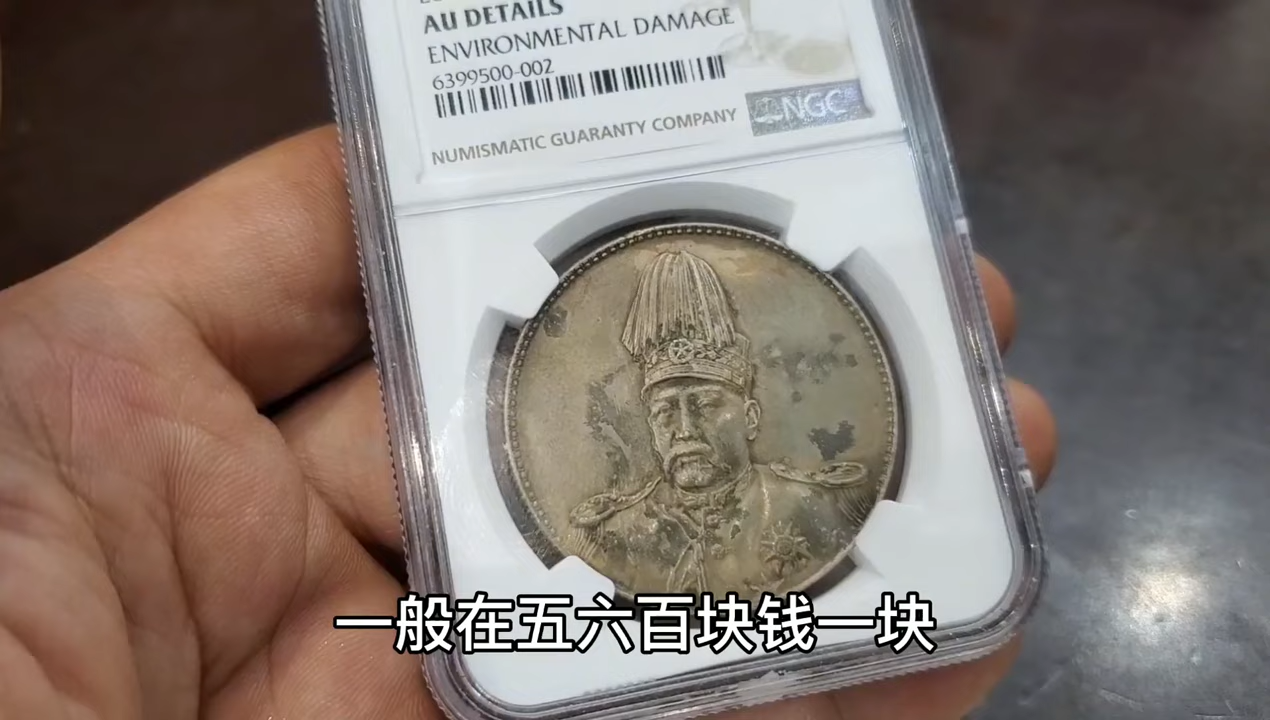 AU DETAILS
ENVIRONMENTAL DAMAGE
6399500-002
NUMISMATIC GUARANTY COMPANY
NGC
一般在五六百块钱一块